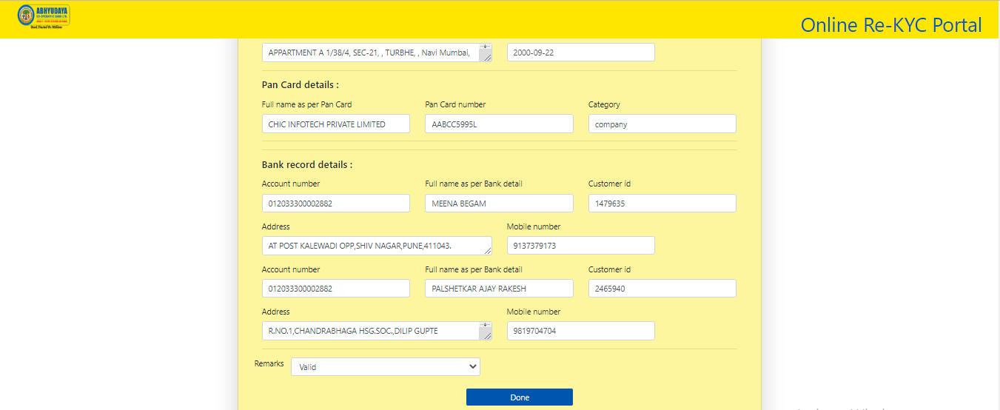 ABHYUDAYA
CO-OPERATIVE BANK LTD.
Online Re-KYC Portal
APPARTMENT A 1/38/4, SEC-21, , TURBHE, , Navi Mumbai,
2000-09-22
Pan Card details :
Full name as per Pan Card
Pan Card number
Category
CHIC INFOTECH PRIVATE LIMITED
AABCC5995L
company
Bank record details :
Account number
Full name as per Bank detail
Customer id
012033300002882
MEENA BEGAM
1479635
Address
Mobile number
AT POST KALEWADI OPP,SHIV NAGAR,PUNE,411043.
9137379173
Account number
Full name as per Bank detail
Customer id
012033300002882
PALSHETKAR AJAY RAKESH
2465940
Address
Mobile number
R.NO.1,CHANDRABHAGA HSG.SOC.,DILIP GUPTE
9819704704
Remarks
Valid
Done